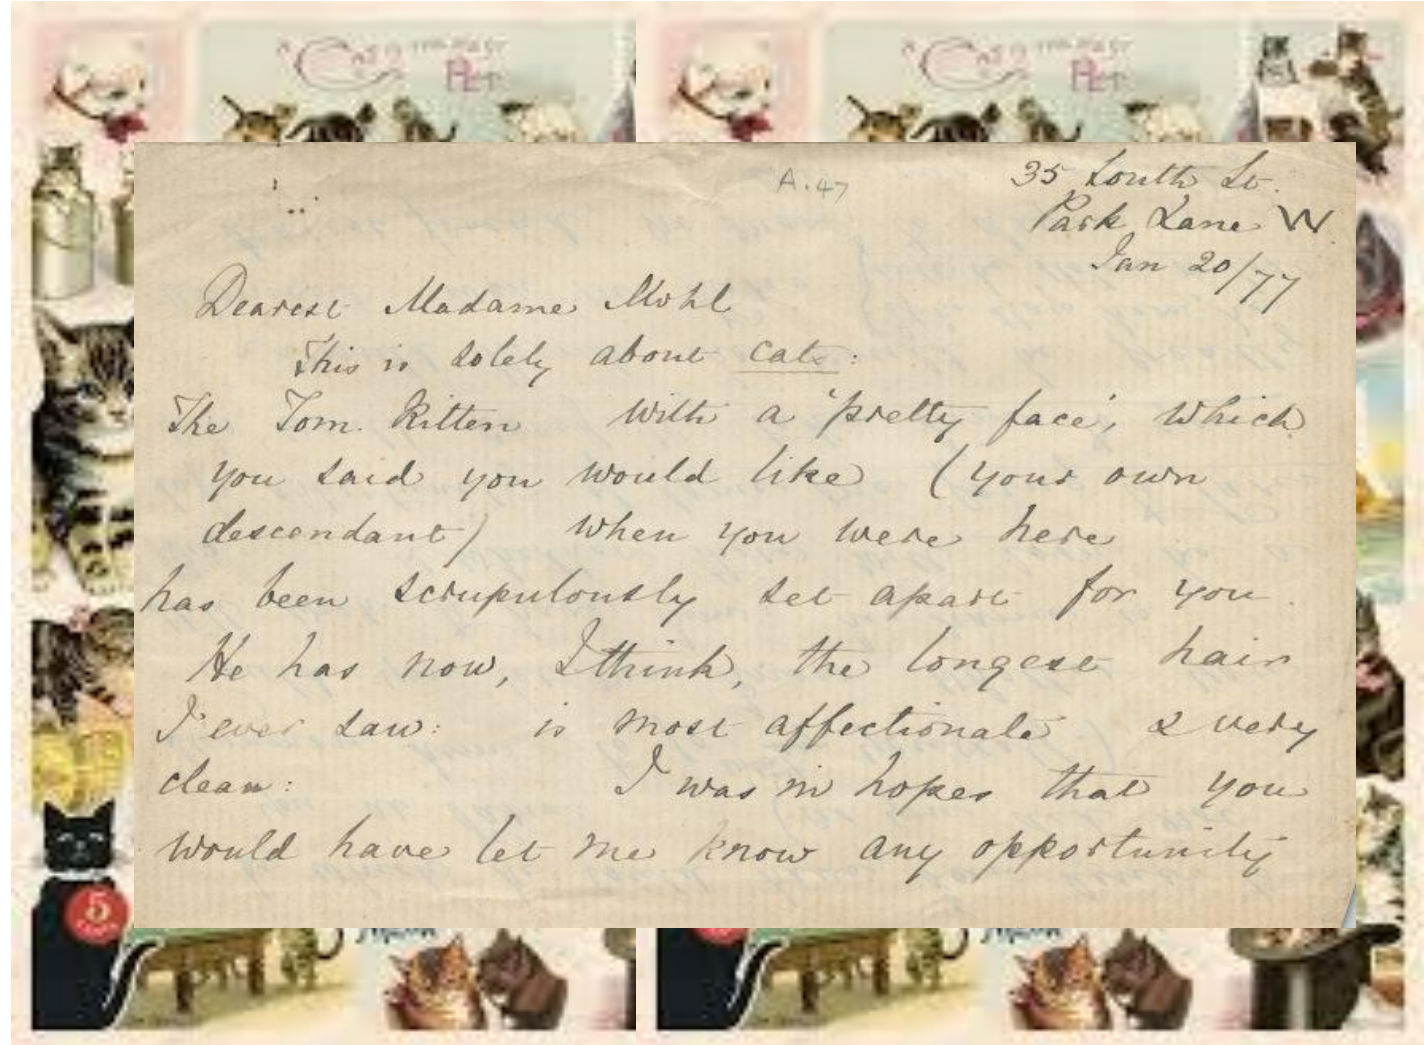 A.47
35 South St.
Park Lane W.
Jan 20/77
Dearest Madame Mohl
This is solely about cats:
The Tom Kitten with a 'pretty face', which
you said you would like (your own
descendant) when you were here
has been scrupulously set apart for you.
He has now, I think, the longest hair
I ever saw: is most affectionate & very
clean: I was in hopes that you
would have let me know any opportunity
5